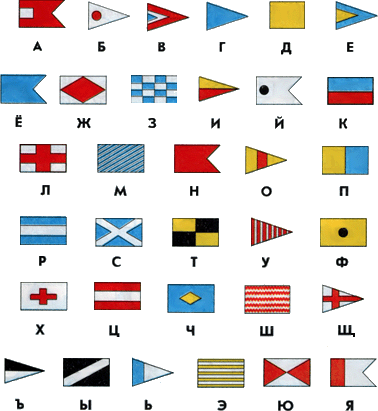 А Б В Г Д Е
Ё Ж З И Й К
Л М Н О П
Р С Т У Ф
Х Ц Ч Ш Щ
Ъ Ы Ь Э Ю Я